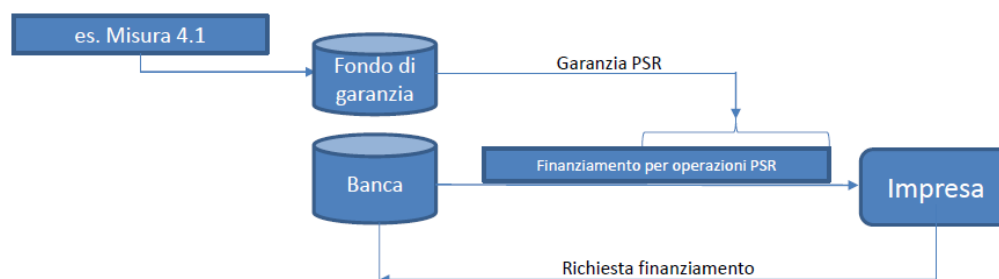 es. Misura 4.1
Fondo di
garanzia
Garanzia PSR
Finanziamento per operazioni PSR
Banca
Impresa
Richiesta finanziamento